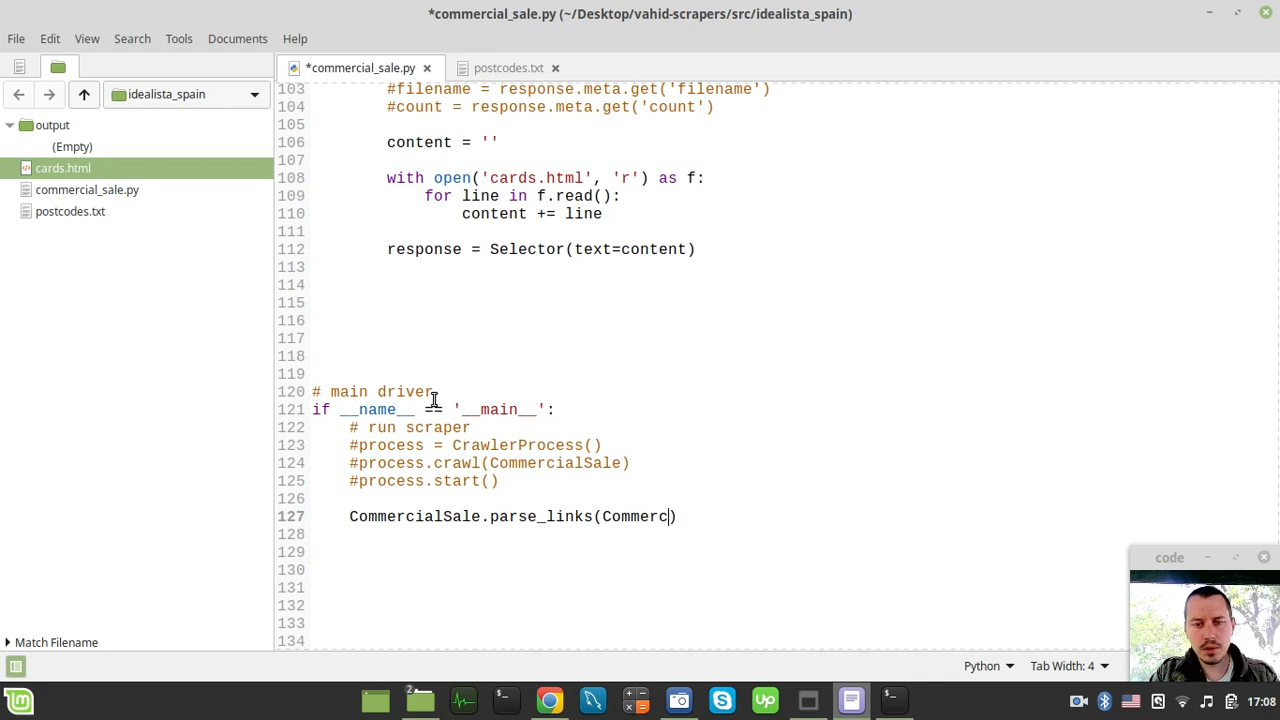 *commercial_sale.py (~/Desktop/vahid-scrapers/src/idealista_spain)
File Edit View Search Tools Documents Help
*commercial_sale.py
postcodes.txt
idealista_spain
output
(Empty)
cards.html
commercial_sale.py
postcodes.txt
103 #filename = response.meta.get('filename')
104 #count = response.meta.get('count')
105
106 content = ''
107
108 with open('cards.html', 'r') as f:
109 for line in f.read():
110 content += line
111
112 response = Selector(text=content)
113
114
115
116
117
118
119
120 # main driver
121 if __name__ == '__main__':
122 # run scraper
123 #process = CrawlerProcess()
124 #process.crawl(CommercialSale)
125 #process.start()
126
127 CommercialSale.parse_links(Commerc)
128
129
130
131
132
133
134
code
Match Filename
Python Tab Width: 4
2
Up
17:08